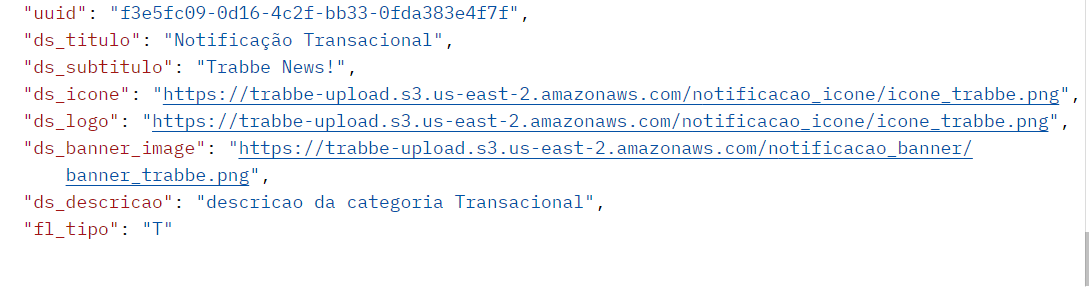 "uuid": "f3e5fc09-0d16-4c2f-bb33-0fda383e4f7f",
"ds_titulo": "Notificação Transacional",
"ds_subtitulo": "Trabbe News!",
"ds_icone": "https://trabbe-upload.s3.us-east-2.amazonaws.com/notificacao_icone/icone_trabbe.png",
"ds_logo": "https://trabbe-upload.s3.us-east-2.amazonaws.com/notificacao_icone/icone_trabbe.png",
"ds_banner_image": "https://trabbe-upload.s3.us-east-2.amazonaws.com/notificacao_banner/
banner_trabbe.png",
"ds_descricao": "descricao da categoria Transacional",
"fl_tipo": "T"